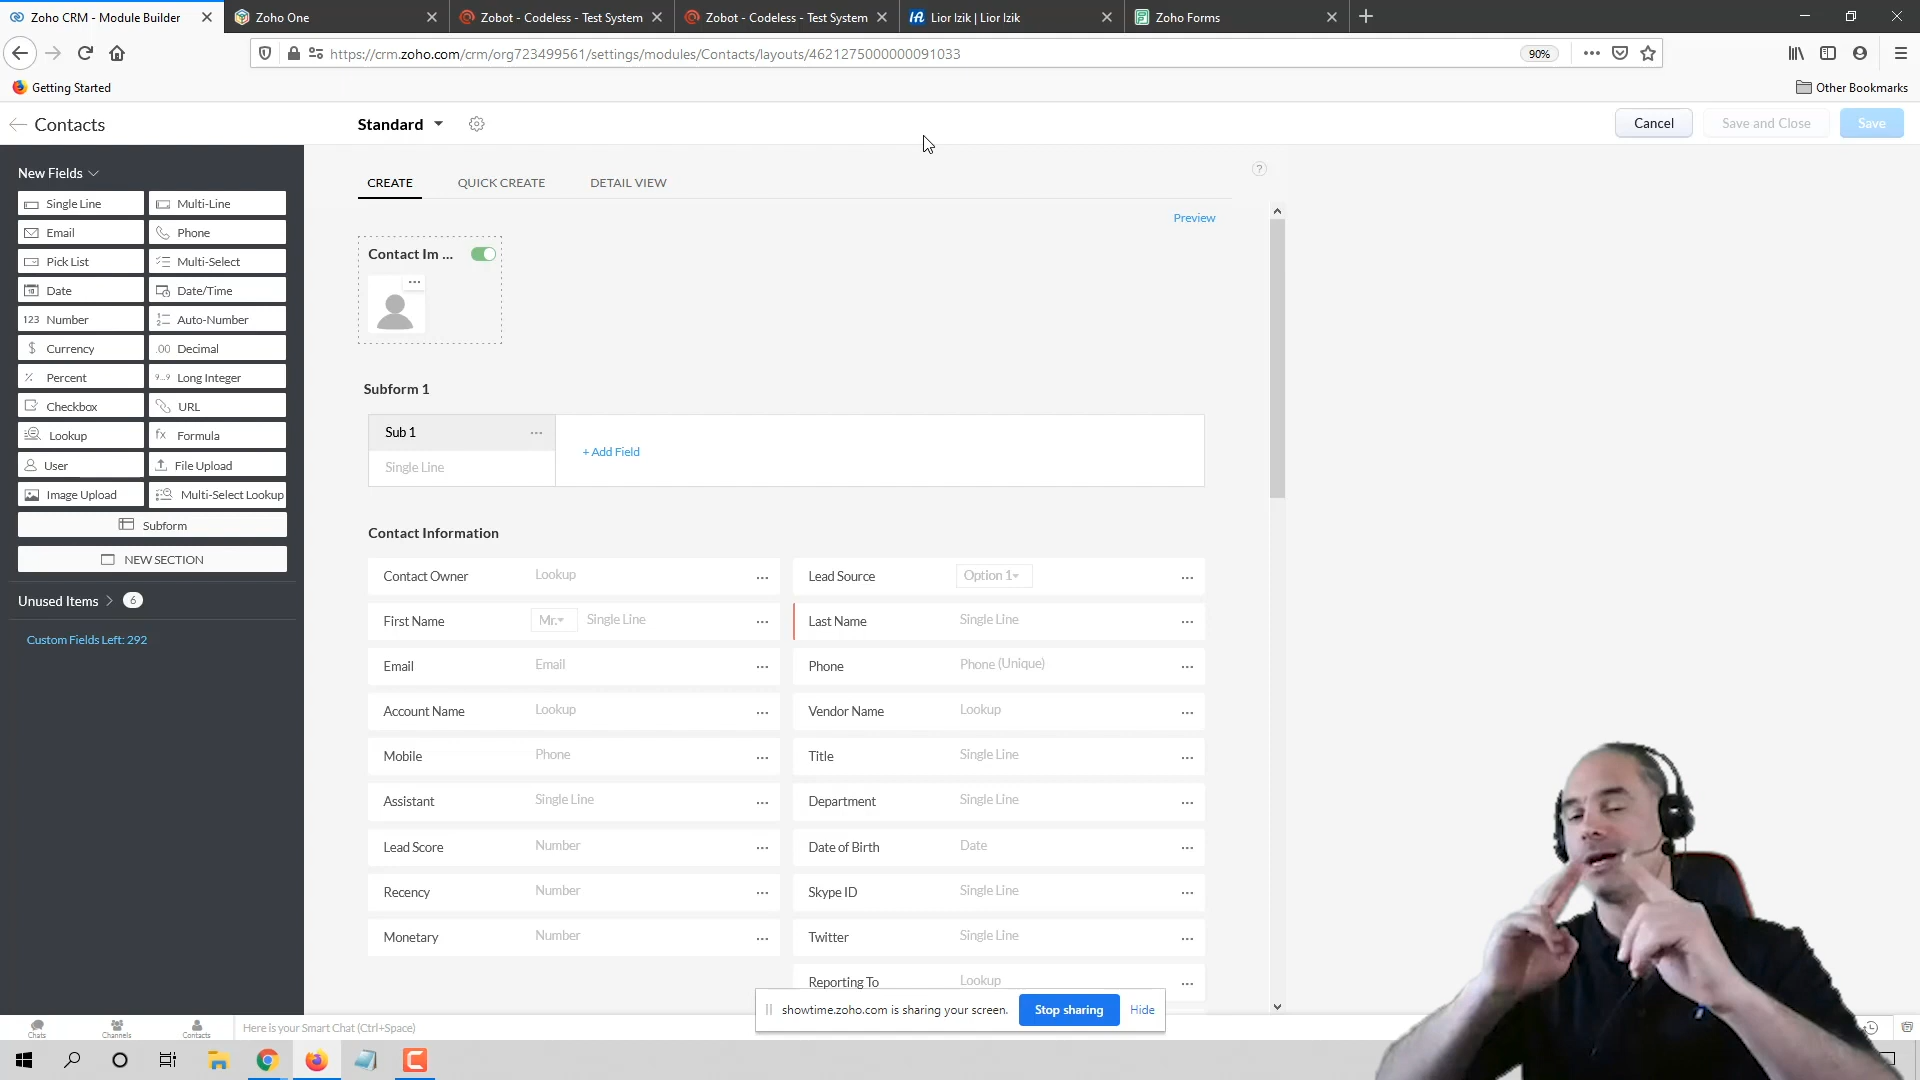 Zoho CRM - Module Builder
Zoho One
Zobot - Codeless - Test System
Zobot - Codeless - Test System
Lior Izik | Lior Izik
Zoho Forms
https://crm.zoho.com/crm/org723499561/settings/modules/Contacts/layouts/4621275000000091033
90%
Getting Started
Other Bookmarks
Contacts
Standard
Cancel
Save and Close
Save
New Fields
Single Line
Multi-Line
Email
Phone
Pick List
Multi-Select
Date
Date/Time
123 Number
Auto-Number
$ Currency
.00 Decimal
% Percent
9..9 Long Integer
Checkbox
URL
Lookup
fx Formula
User
File Upload
Image Upload
Multi-Select Lookup
Subform
NEW SECTION
Unused Items
6
Custom Fields Left: 292
CREATE
QUICK CREATE
DETAIL VIEW
?
Preview
Contact Im ...
Subform 1
Sub 1
Single Line
+ Add Field
Contact Information
Contact Owner Lookup
Lead Source Option 1
First Name Mr. Single Line
Last Name Single Line
Email Email
Phone Phone (Unique)
Account Name Lookup
Vendor Name Lookup
Mobile Phone
Title Single Line
Assistant Single Line
Department Single Line
Lead Score Number
Date of Birth Date
Recency Number
Skype ID Single Line
Monetary Number
Twitter Single Line
Reporting To Lookup
showtime.zoho.com is sharing your screen.
Stop sharing
Hide
Chats
Channels
Contacts
Here is your Smart Chat (Ctrl+Space)